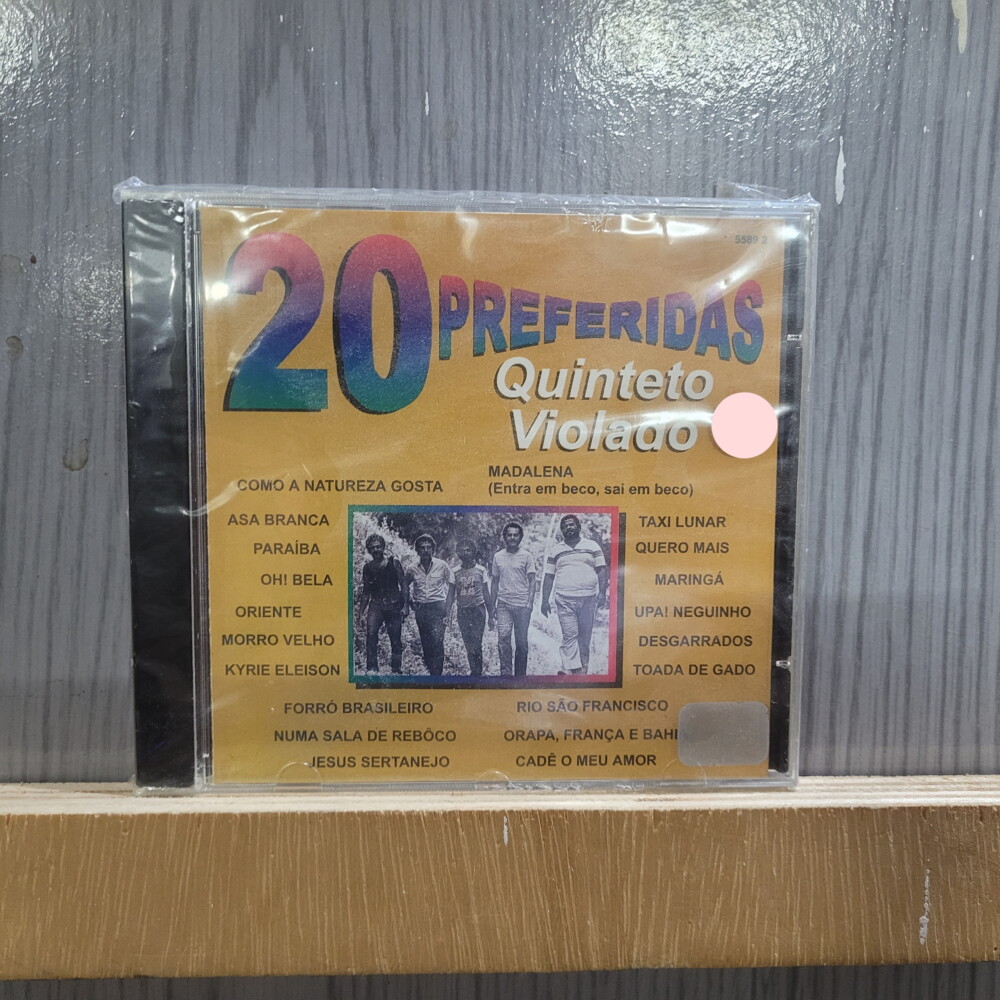 5589 2
20 PREFERIDAS
Quinteto
Violado
COMO A NATUREZA GOSTA
MADALENA
(Entra em beco, sai em beco)
ASA BRANCA
PARAÍBA
OH! BELA
ORIENTE
MORRO VELHO
KYRIE ELEISON
TAXI LUNAR
QUERO MAIS
MARINGÁ
UPA! NEGUINHO
DESGARRADOS
TOADA DE GADO
FORRÓ BRASILEIRO
NUMA SALA DE REBÔCO
JESUS SERTANEJO
RIO SÃO FRANCISCO
ORAPA, FRANÇA E BAHI
CADÊ O MEU AMOR